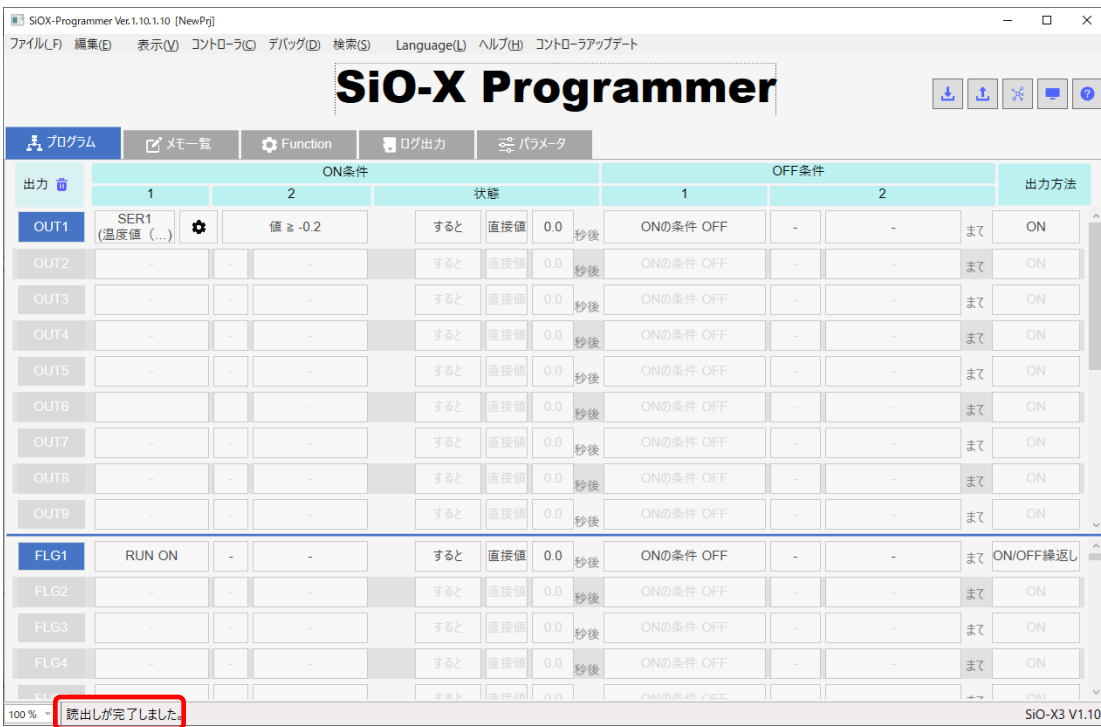 SiOX-Programmer Ver.1.10.1.10 [NewPrj]
ファイル(_F) 編集(E) 表示(V) コントローラ(C) デバッグ(D) 検索(S) Language(L) ヘルプ(H) コントローラアップデート
SiO-X Programmer
プログラム メモ一覧 Function ログ出力 パラメータ
出力 ON条件 OFF条件 出力方法
1 2 状態 1 2
OUT1 SER1 (温度値（...) 値 ≧ -0.2 すると 直接値 0.0 秒後 ONの条件 OFF - - まで ON
OUT2 - - - すると 直接値 0.0 秒後 ONの条件 OFF - - まで ON
OUT3 - - - すると 直接値 0.0 秒後 ONの条件 OFF - - まで ON
OUT4 - - - すると 直接値 0.0 秒後 ONの条件 OFF - - まで ON
OUT5 - - - すると 直接値 0.0 秒後 ONの条件 OFF - - まで ON
OUT6 - - - すると 直接値 0.0 秒後 ONの条件 OFF - - まで ON
OUT7 - - - すると 直接値 0.0 秒後 ONの条件 OFF - - まで ON
OUT8 - - - すると 直接値 0.0 秒後 ONの条件 OFF - - まで ON
OUT9 - - - すると 直接値 0.0 秒後 ONの条件 OFF - - まで ON
FLG1 RUN ON - - すると 直接値 0.0 秒後 ONの条件 OFF - - まで ON/OFF繰返し
FLG2 - - - すると 直接値 0.0 秒後 ONの条件 OFF - - まで ON
FLG3 - - - すると 直接値 0.0 秒後 ONの条件 OFF - - まで ON
FLG4 - - - すると 直接値 0.0 秒後 ONの条件 OFF - - まで ON
100 % 読出しが完了しました。 SiO-X3 V1.10